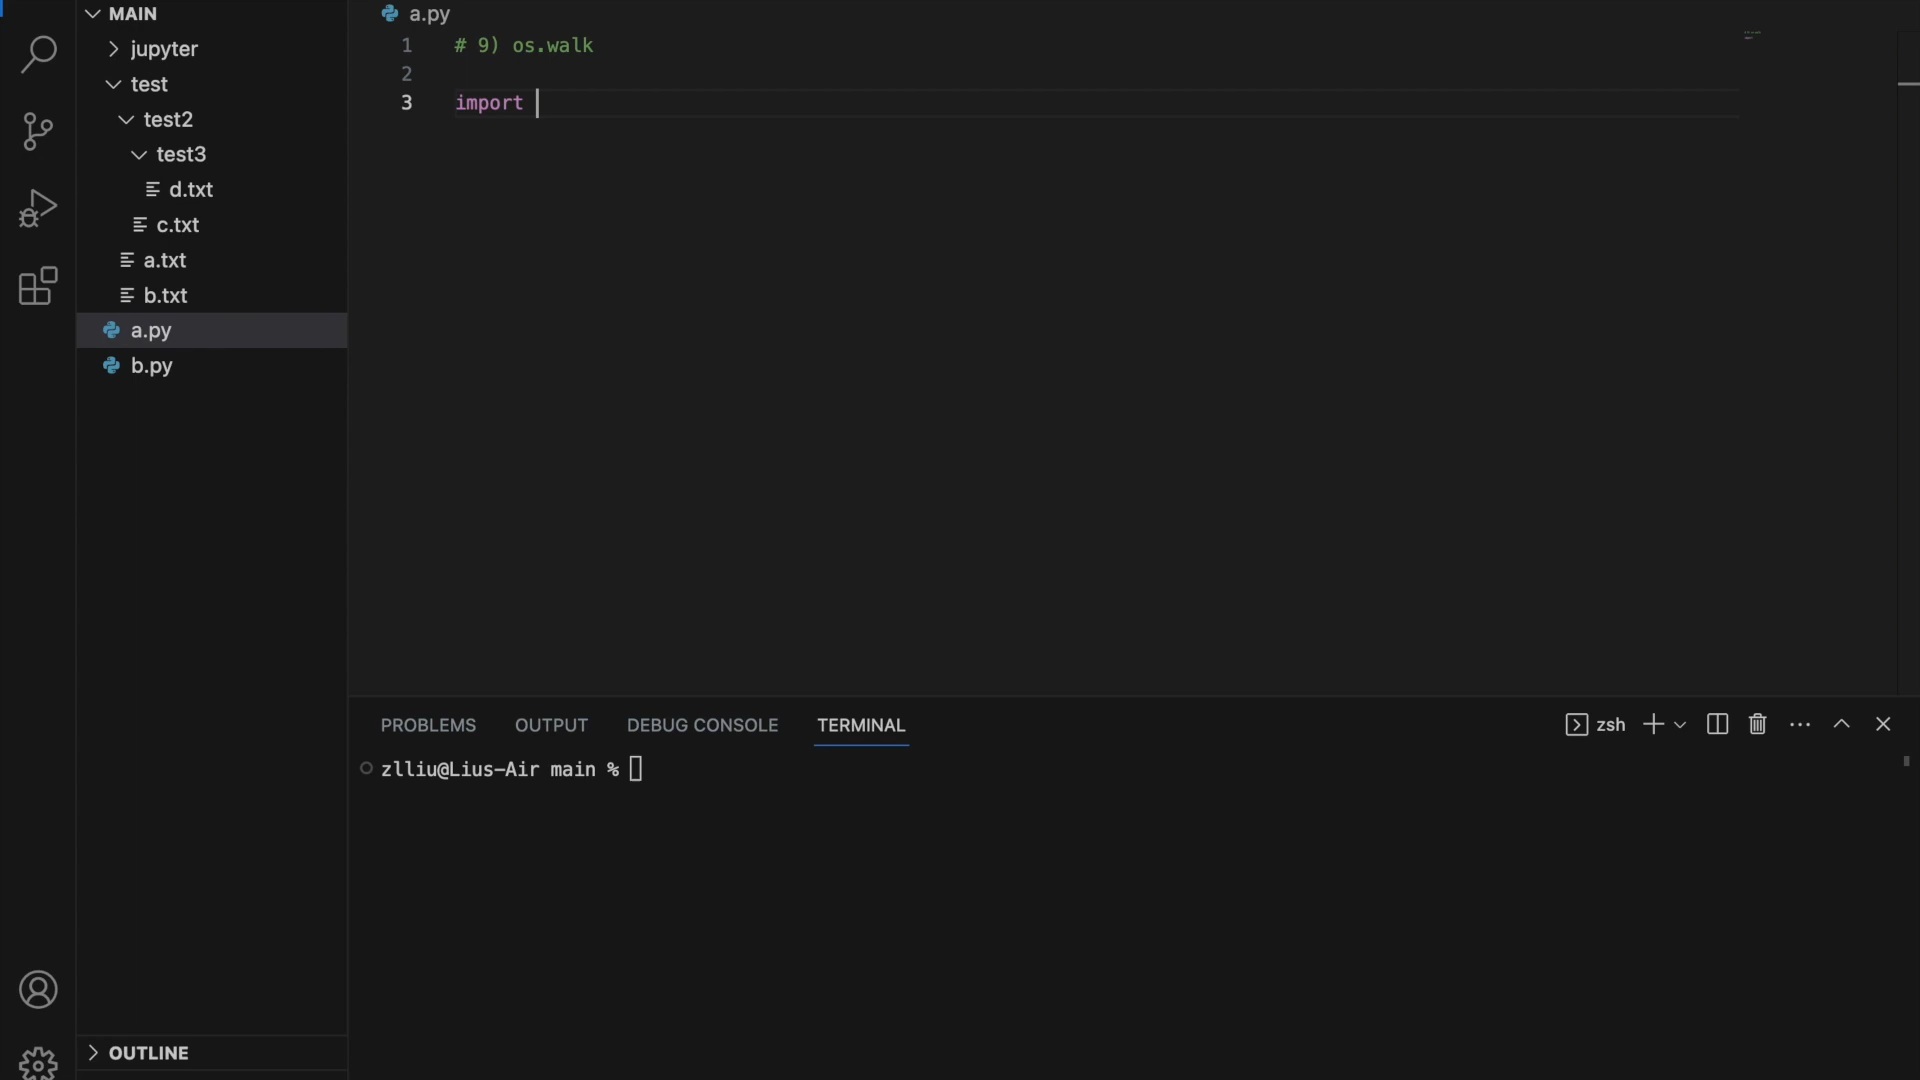 MAIN
jupyter
test
test2
test3
d.txt
c.txt
a.txt
b.txt
a.py
b.py
OUTLINE
a.py
1 # 9) os.walk
2
3 import
PROBLEMS OUTPUT DEBUG CONSOLE TERMINAL zsh
zlliu@Lius-Air main %